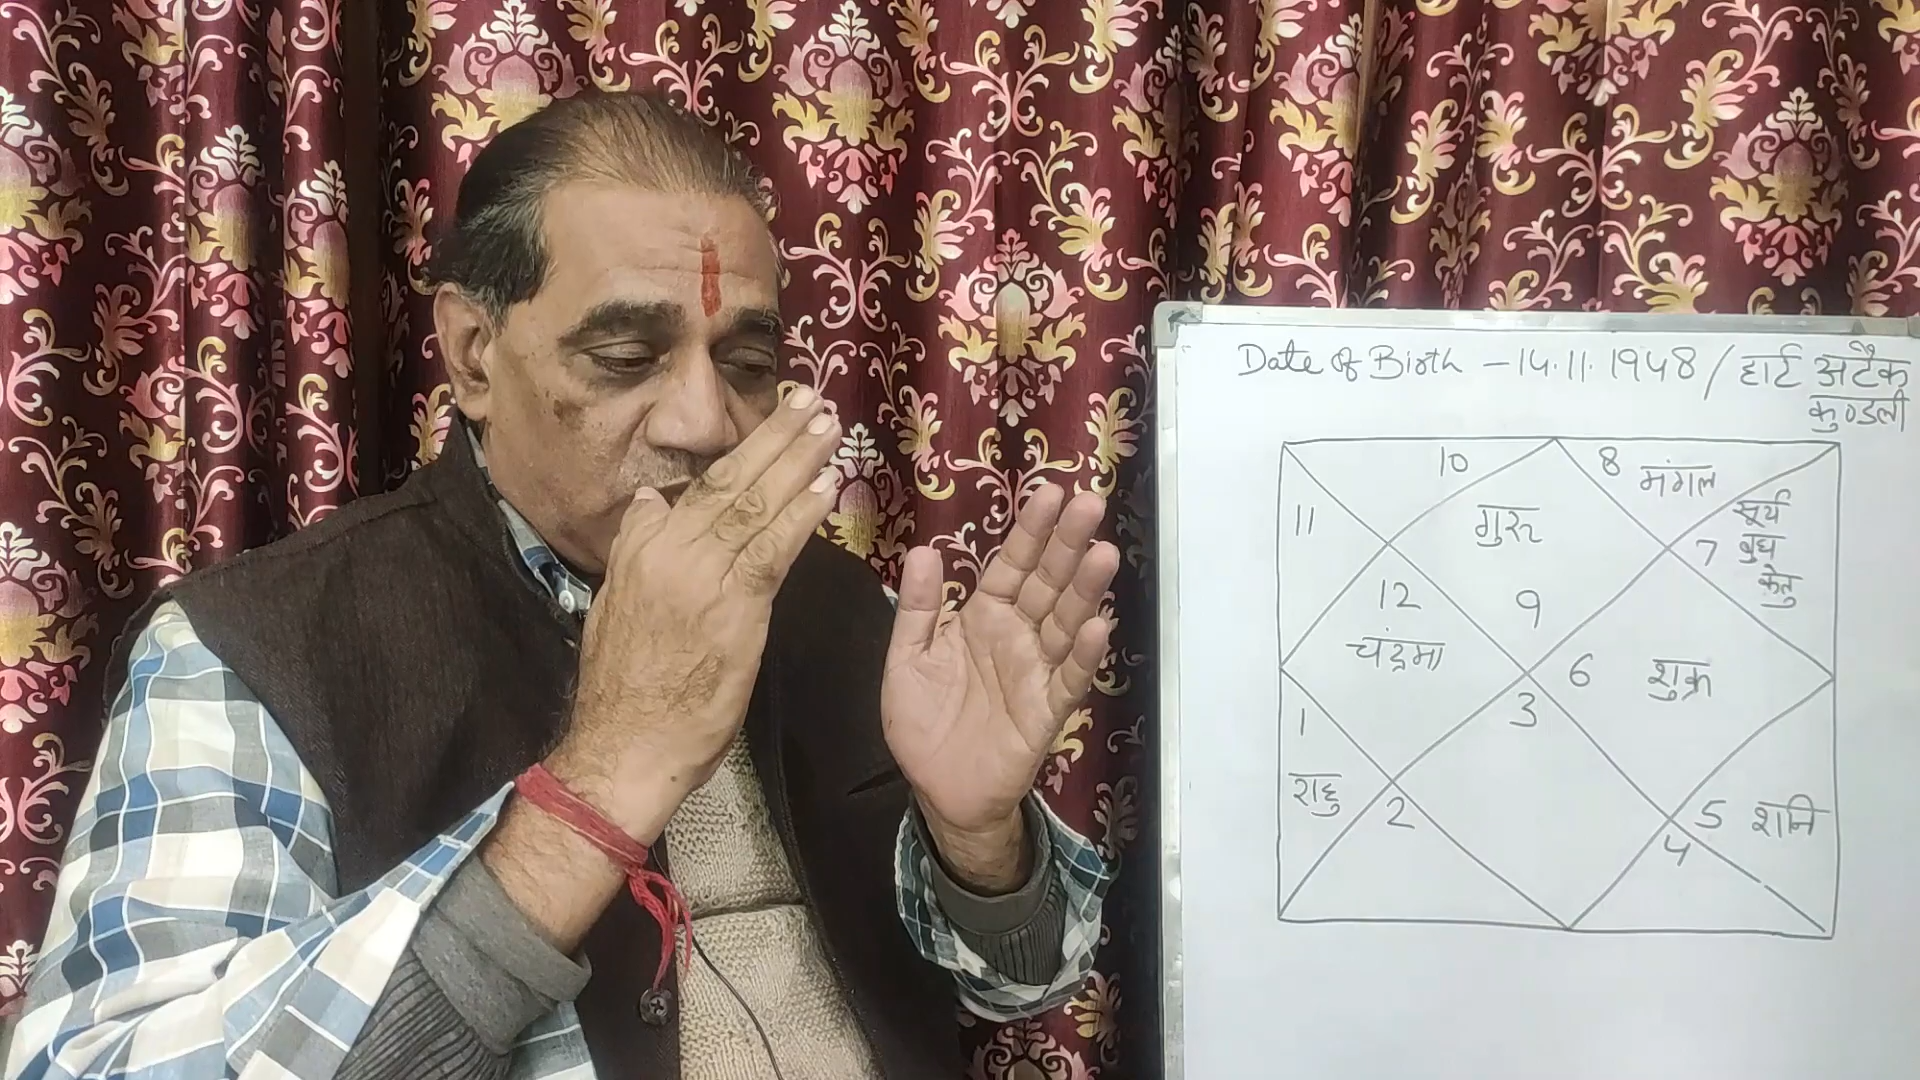 Date of Birth - 14.11.1948 / हार्ट अटैक
कुण्डली
10
8 मंगल
11
गुरू
सूर्य
7 बुध
केतु
12
9
चंद्रमा
6 शुक्र
3
1
राहु
2
5 शनि
4